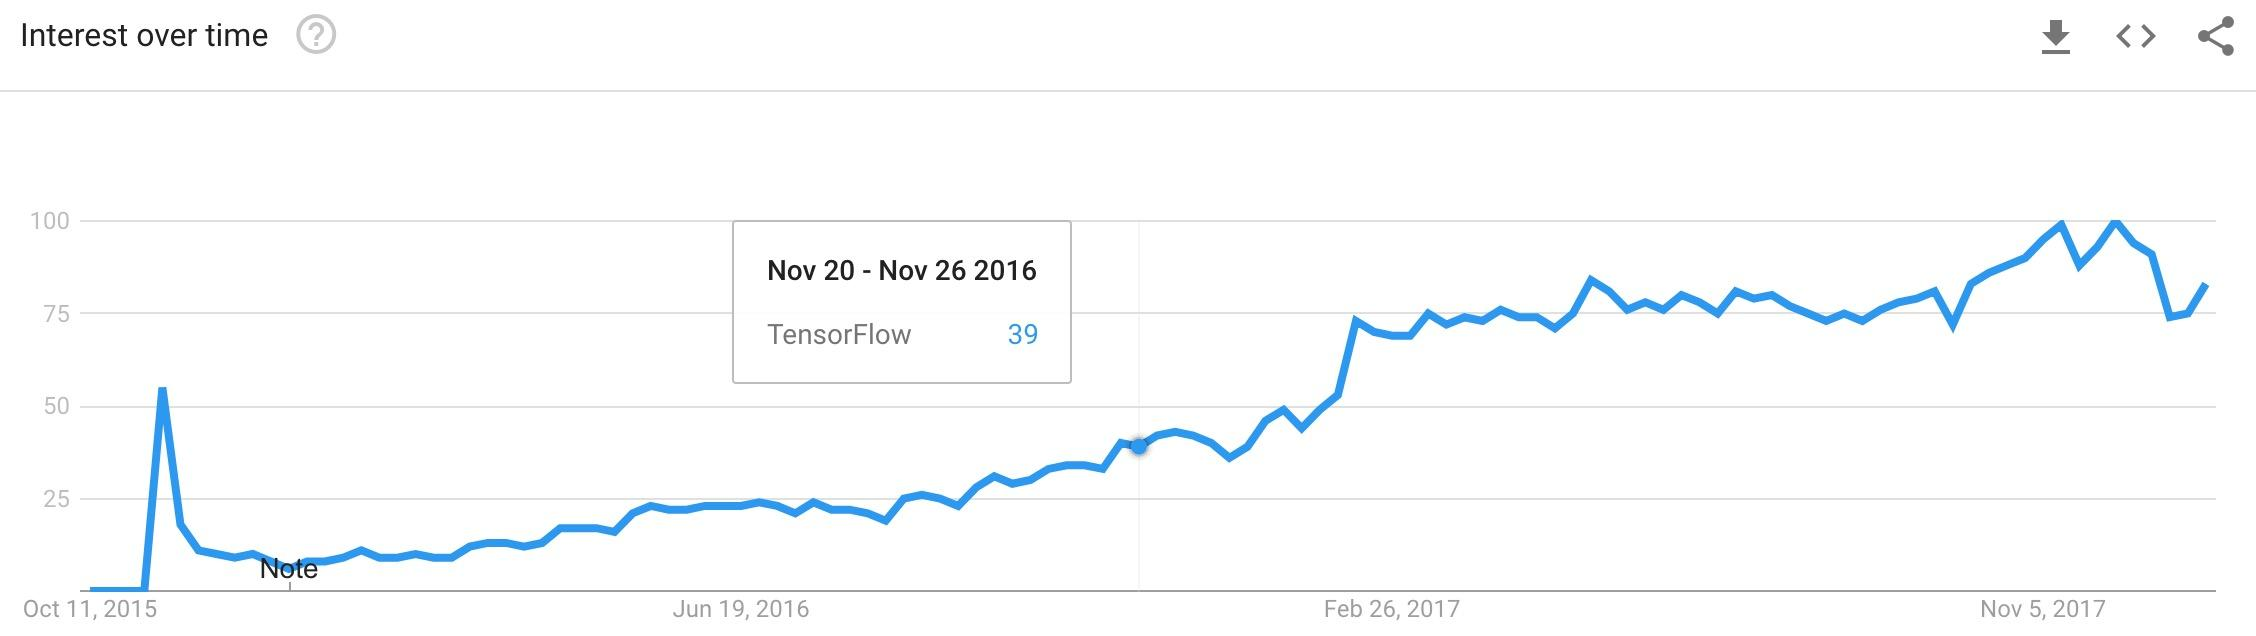 Interest over time
?
100
75
50
25
Nov 20 - Nov 26 2016
TensorFlow 39
Note
Oct 11, 2015 Jun 19, 2016 Feb 26, 2017 Nov 5, 2017